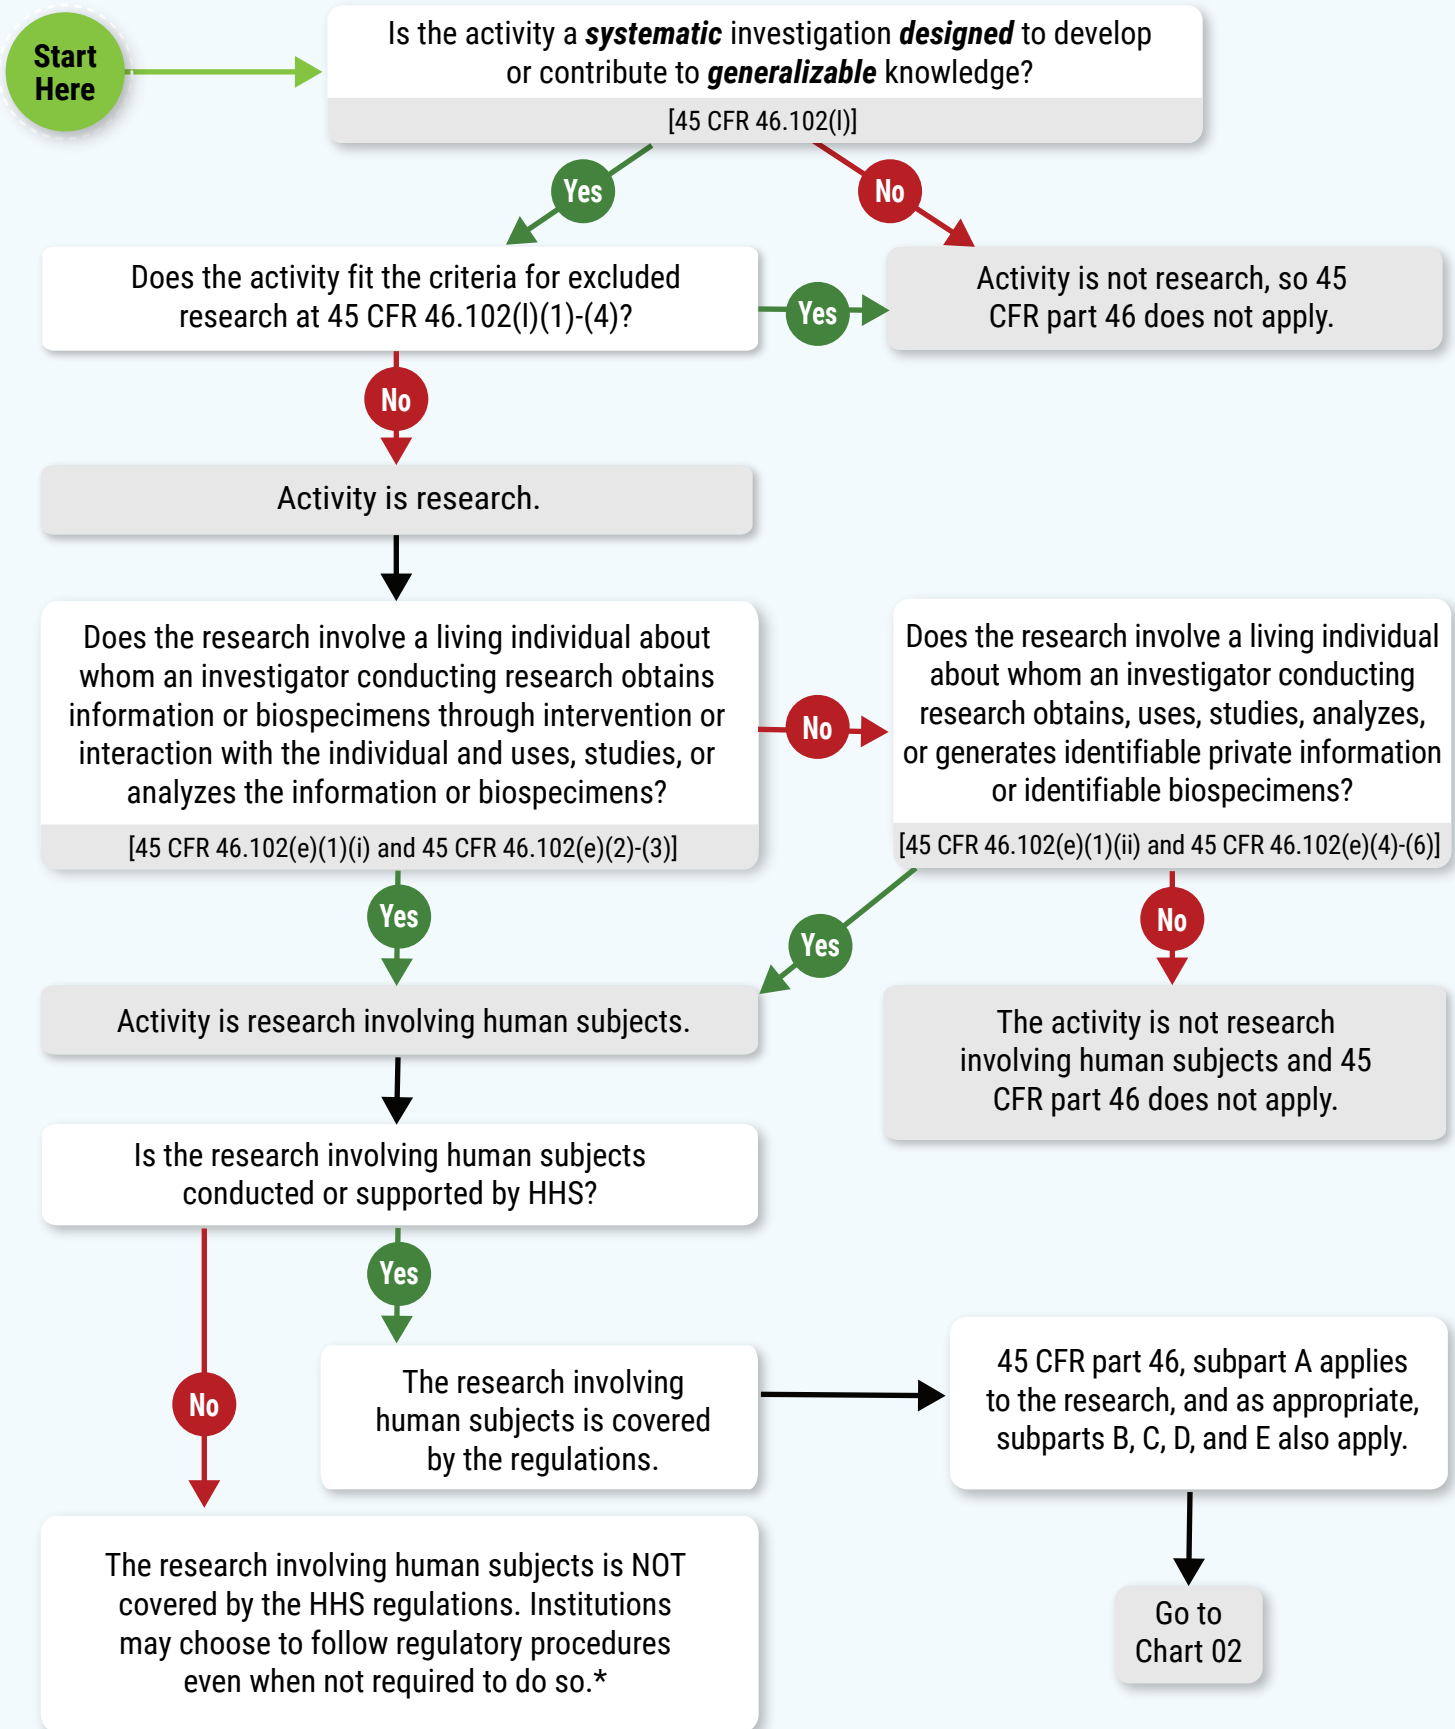 Start
Here
Is the activity a systematic investigation designed to develop
or contribute to generalizable knowledge?
[45 CFR 46.102(l)]
Yes
No
Does the activity fit the criteria for excluded
research at 45 CFR 46.102(l)(1)-(4)?
Yes
Activity is not research, so 45
CFR part 46 does not apply.
No
Activity is research.
Does the research involve a living individual about
whom an investigator conducting research obtains
information or biospecimens through intervention or
interaction with the individual and uses, studies, or
analyzes the information or biospecimens?
[45 CFR 46.102(e)(1)(i) and 45 CFR 46.102(e)(2)-(3)]
No
Does the research involve a living individual
about whom an investigator conducting
research obtains, uses, studies, analyzes,
or generates identifiable private information
or identifiable biospecimens?
[45 CFR 46.102(e)(1)(ii) and 45 CFR 46.102(e)(4)-(6)]
Yes
Yes
No
Activity is research involving human subjects.
The activity is not research
involving human subjects and 45
CFR part 46 does not apply.
Is the research involving human subjects
conducted or supported by HHS?
Yes
No
The research involving
human subjects is covered
by the regulations.
45 CFR part 46, subpart A applies
to the research, and as appropriate,
subparts B, C, D, and E also apply.
The research involving human subjects is NOT
covered by the HHS regulations. Institutions
may choose to follow regulatory procedures
even when not required to do so.*
Go to
Chart 02